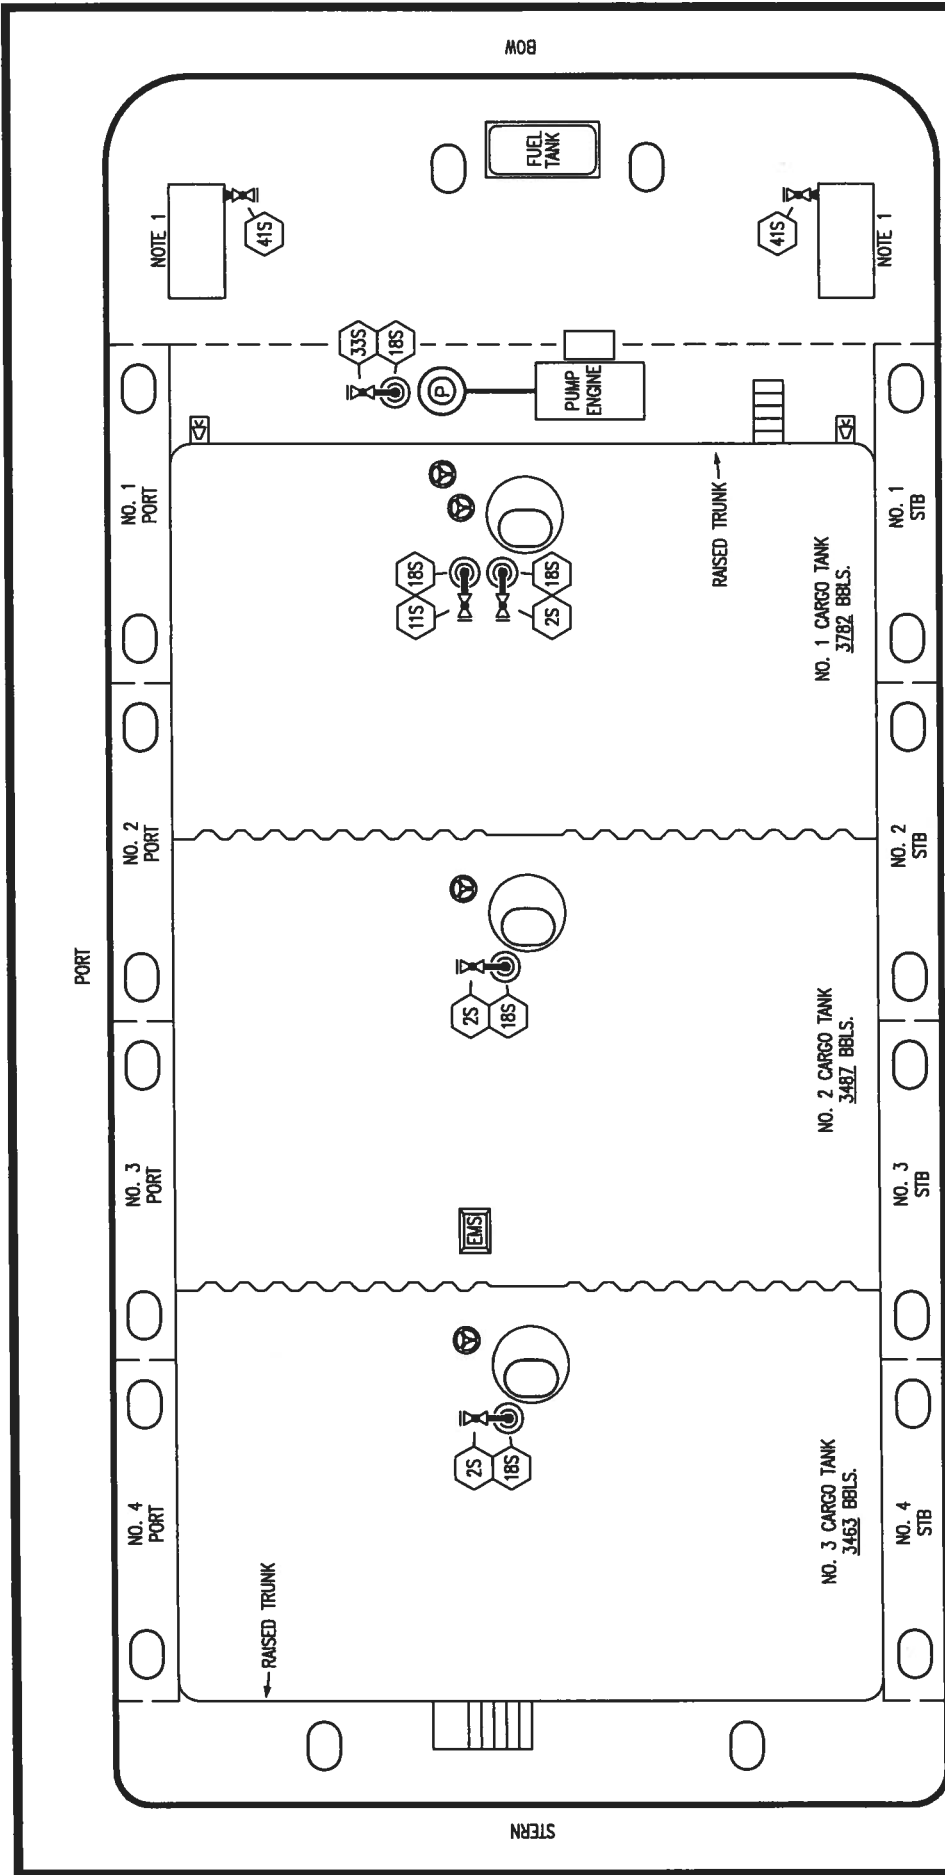 BOW
FUEL
TANK
NOTE 1
41S
41S
NOTE 1
33S
18S
P
PUMP
ENGINE
NO. 1
PORT
RAISED TRUNK
NO. 1
STB
11S
18S
18S
2S
NO. 1 CARGO TANK
3782 BBLS.
PORT
NO. 2
PORT
NO. 2
STB
2S
18S
NO. 2 CARGO TANK
3487 BBLS.
NO. 3
PORT
EMS
NO. 3
STB
2S
18S
NO. 3 CARGO TANK
3463 BBLS.
NO. 4
PORT
NO. 4
STB
RAISED TRUNK
STERN